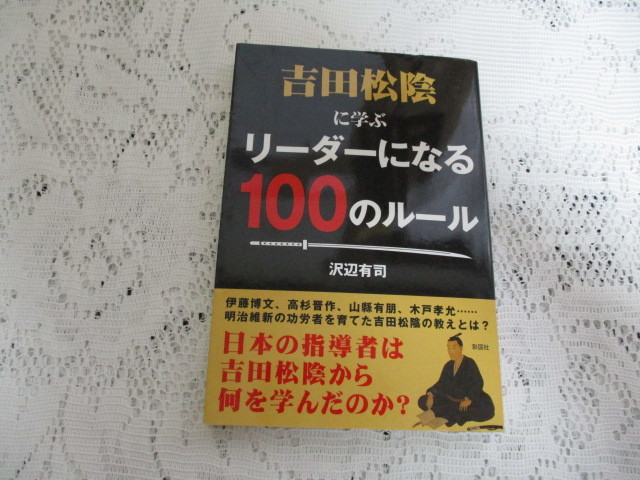 吉田松陰
に学ぶ
リーダーになる
100のルール
沢辺有司
伊藤博文、高杉晋作、山縣有朋、木戸孝允……
明治維新の功労者を育てた吉田松陰の教えとは?
日本の指導者は
吉田松陰から
何を学んだのか?
彩図社